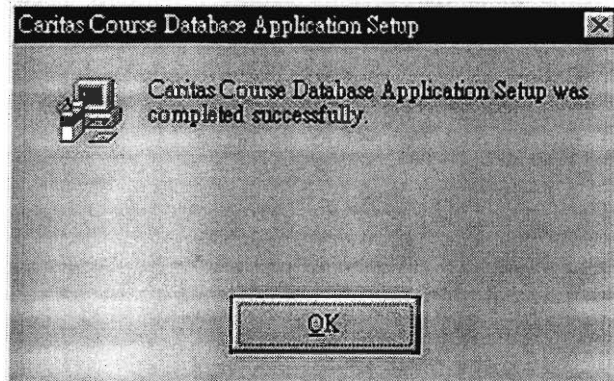 Caritas Course Database Application Setup
Caritas Course Database Application Setup was
completed successfully.
OK